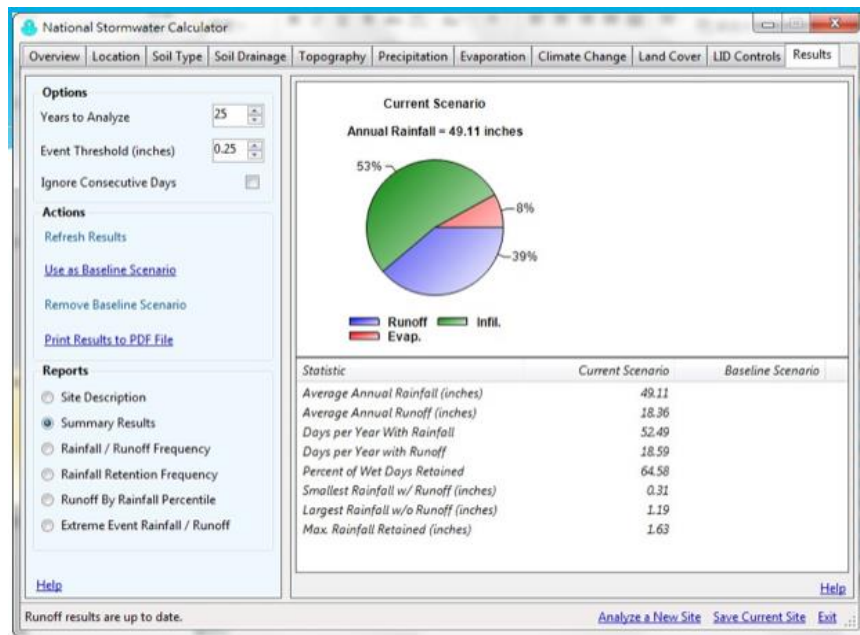 National Stormwater Calculator
Overview Location Soil Type Soil Drainage Topography Precipitation Evaporation Climate Change Land Cover LID Controls Results
Options
Years to Analyze 25
Event Threshold (inches) 0.25
Ignore Consecutive Days
Actions
Refresh Results
Use as Baseline Scenario
Remove Baseline Scenario
Print Results to PDF File
Reports
Site Description
Summary Results
Rainfall / Runoff Frequency
Rainfall Retention Frequency
Runoff By Rainfall Percentile
Extreme Event Rainfall / Runoff
Help
Current Scenario
Annual Rainfall = 49.11 inches
53%
8%
39%
Runoff Infil.
Evap.
Statistic Current Scenario Baseline Scenario
Average Annual Rainfall (inches) 49.11
Average Annual Runoff (inches) 18.36
Days per Year With Rainfall 52.49
Days per Year with Runoff 18.59
Percent of Wet Days Retained 64.58
Smallest Rainfall w/ Runoff (inches) 0.31
Largest Rainfall w/o Runoff (inches) 1.19
Max. Rainfall Retained (inches) 1.63
Help
Runoff results are up to date. Analyze a New Site Save Current Site Exit